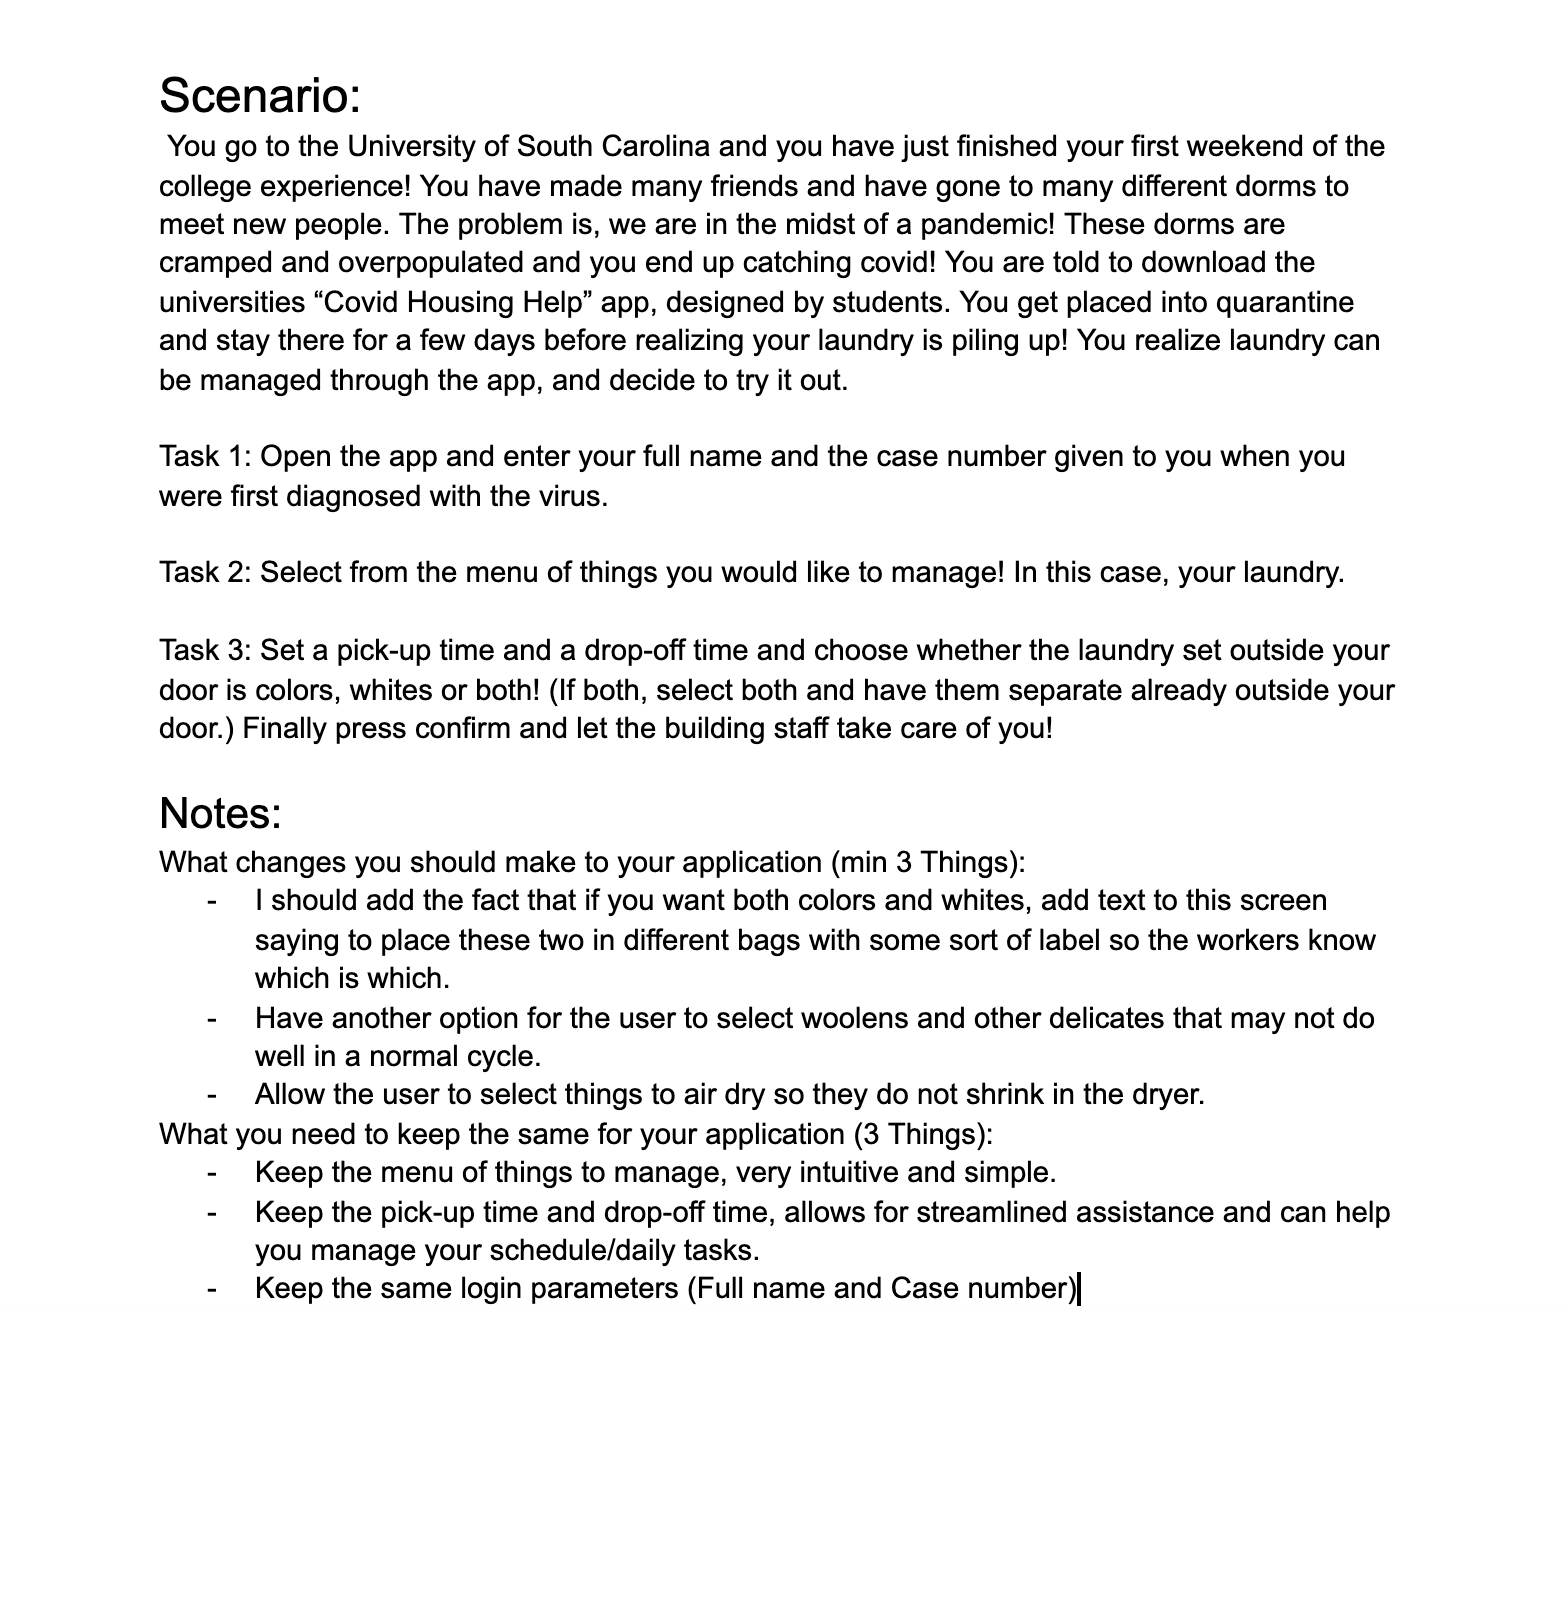 Scenario:
You go to the University of South Carolina and you have just finished your first weekend of the
college experience! You have made many friends and have gone to many different dorms to
meet new people. The problem is, we are in the midst of a pandemic! These dorms are
cramped and overpopulated and you end up catching covid! You are told to download the
universities “Covid Housing Help” app, designed by students. You get placed into quarantine
and stay there for a few days before realizing your laundry is piling up! You realize laundry can
be managed through the app, and decide to try it out.
Task 1: Open the app and enter your full name and the case number given to you when you
were first diagnosed with the virus.
Task 2: Select from the menu of things you would like to manage! In this case, your laundry.
Task 3: Set a pick-up time and a drop-off time and choose whether the laundry set outside your
door is colors, whites or both! (If both, select both and have them separate already outside your
door.) Finally press confirm and let the building staff take care of you!
Notes:
What changes you should make to your application (min 3 Things):
- I should add the fact that if you want both colors and whites, add text to this screen
saying to place these two in different bags with some sort of label so the workers know
which is which.
- Have another option for the user to select woolens and other delicates that may not do
well in a normal cycle.
- Allow the user to select things to air dry so they do not shrink in the dryer.
What you need to keep the same for your application (3 Things):
- Keep the menu of things to manage, very intuitive and simple.
- Keep the pick-up time and drop-off time, allows for streamlined assistance and can help
you manage your schedule/daily tasks.
- Keep the same login parameters (Full name and Case number)